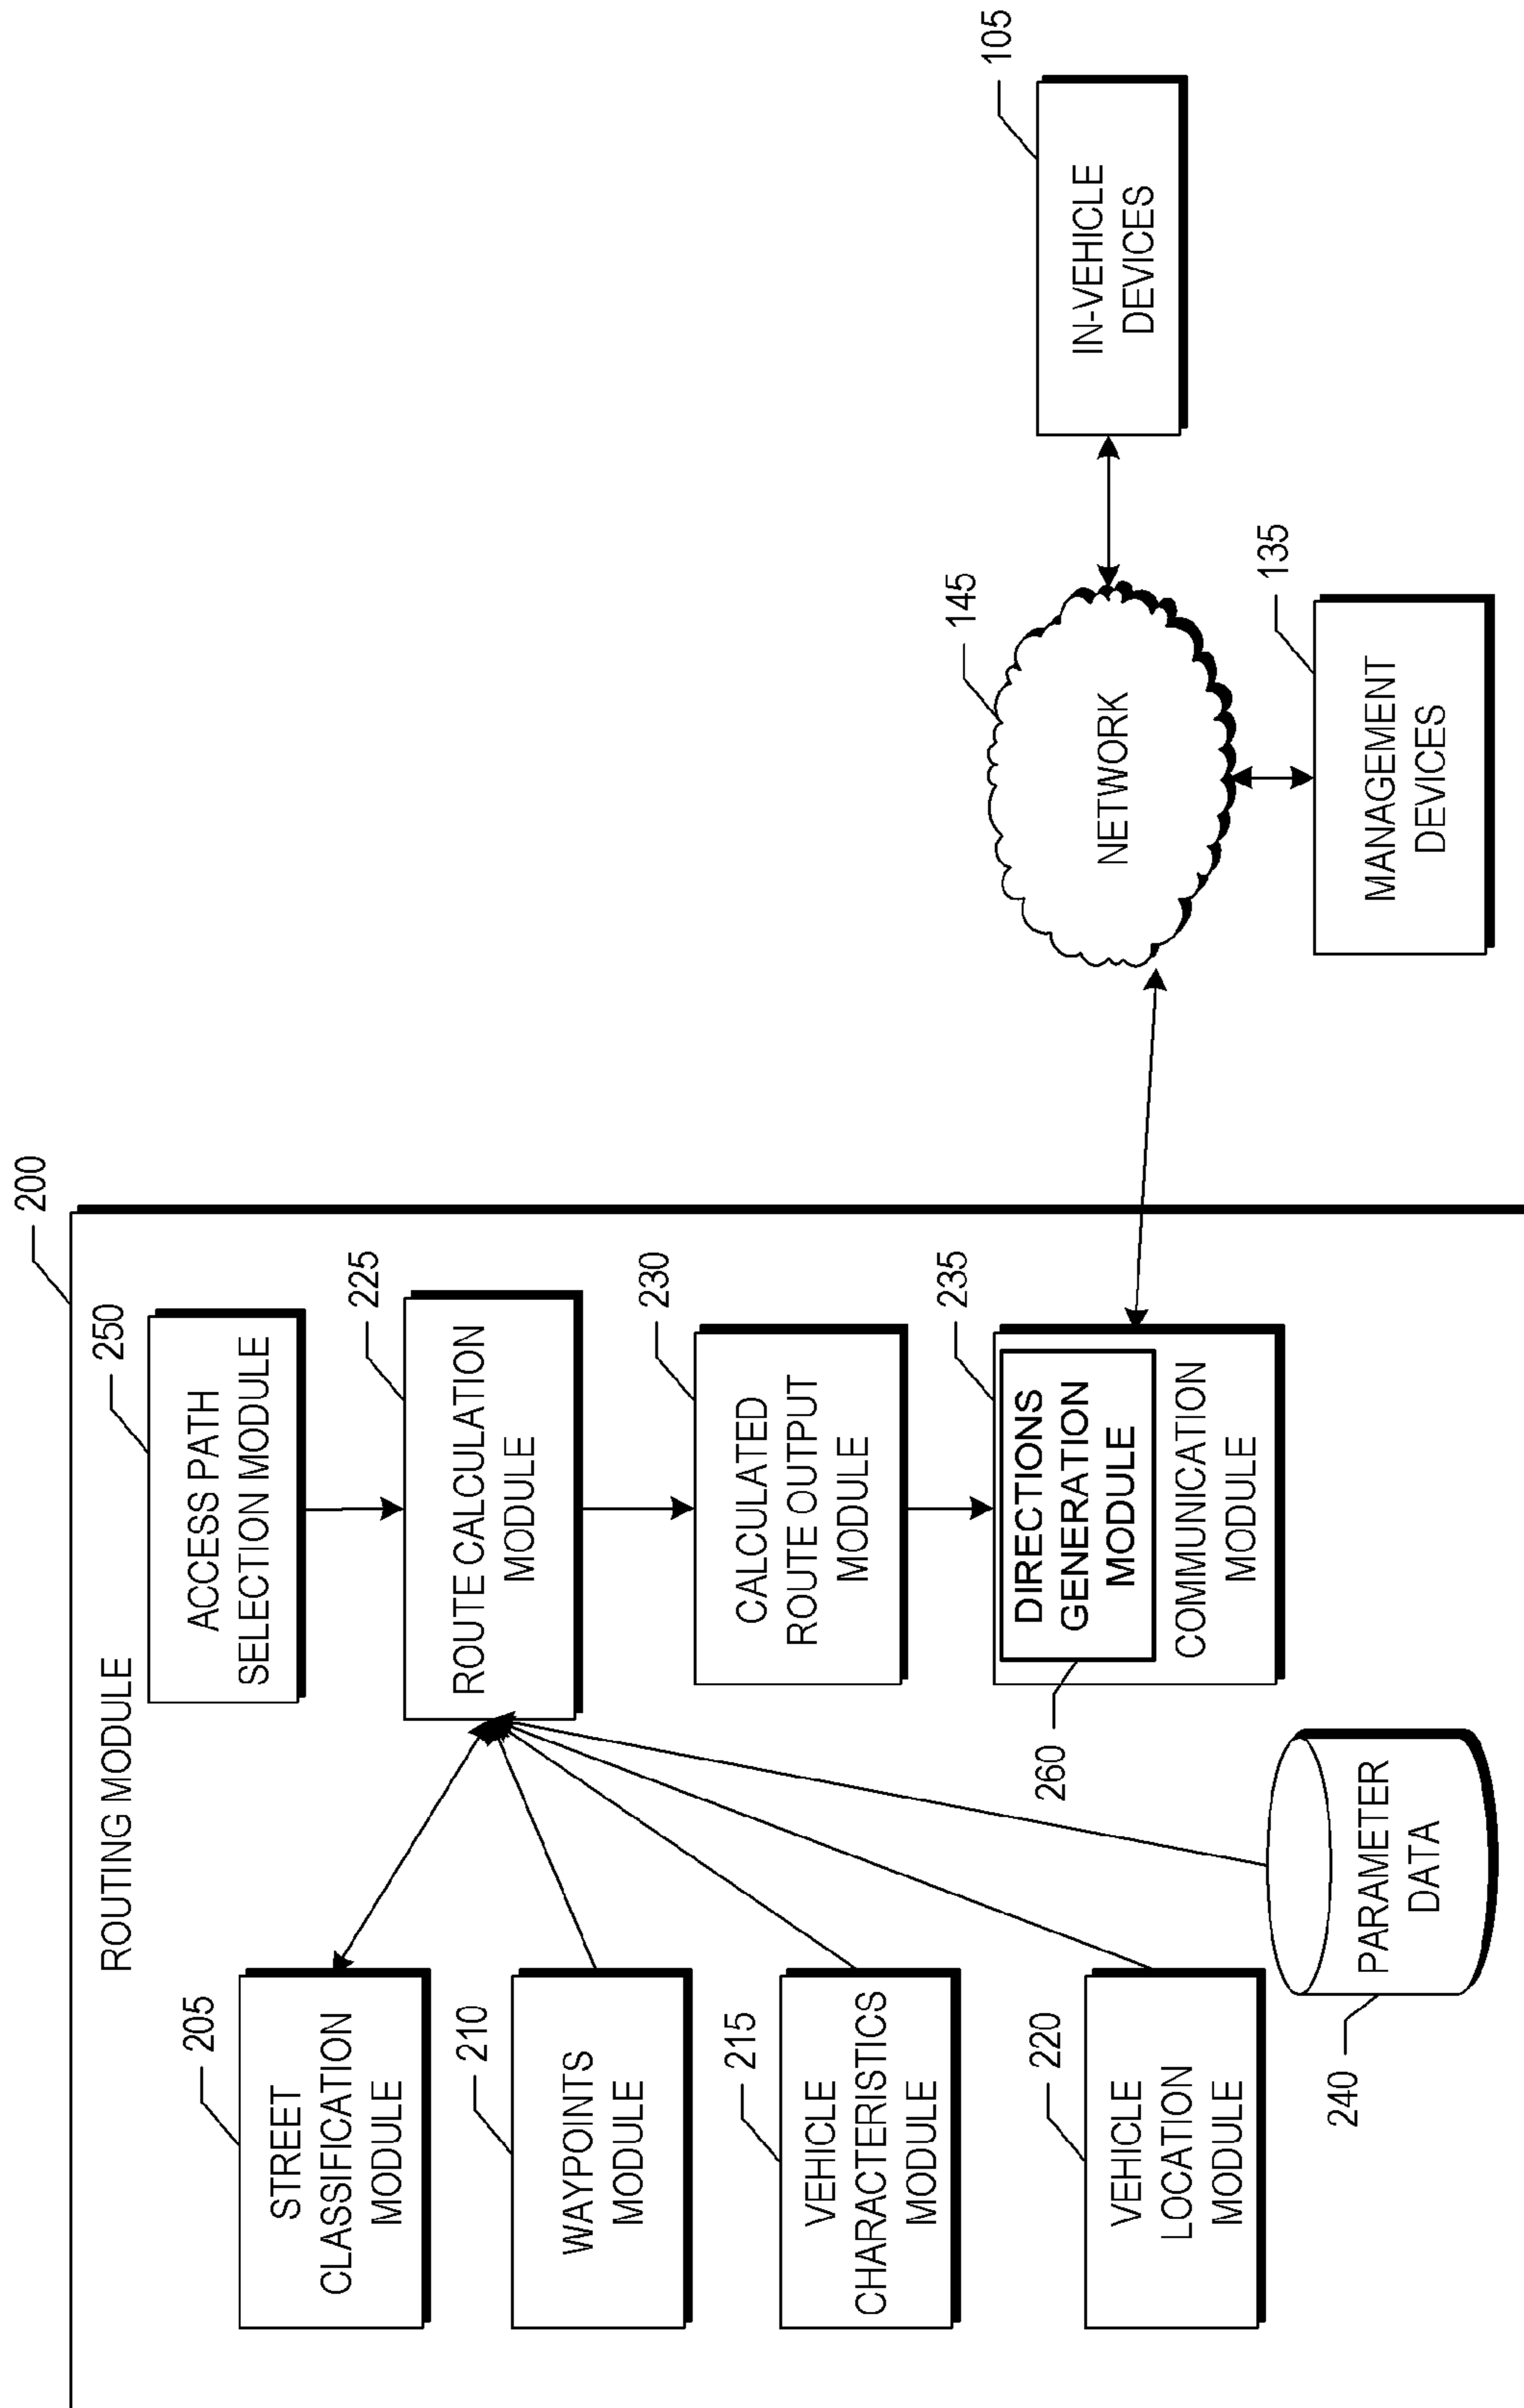 200
ROUTING MODULE
250
ACCESS PATH
SELECTION MODULE
205
STREET
CLASSIFICATION
MODULE
225
ROUTE CALCULATION
MODULE
210
WAYPOINTS
MODULE
230
CALCULATED
ROUTE OUTPUT
MODULE
215
VEHICLE
CHARACTERISTICS
MODULE
235
DIRECTIONS
GENERATION
MODULE
COMMUNICATION
MODULE
260
220
VEHICLE
LOCATION
MODULE
PARAMETER
DATA
240
145
NETWORK
105
IN-VEHICLE
DEVICES
135
MANAGEMENT
DEVICES